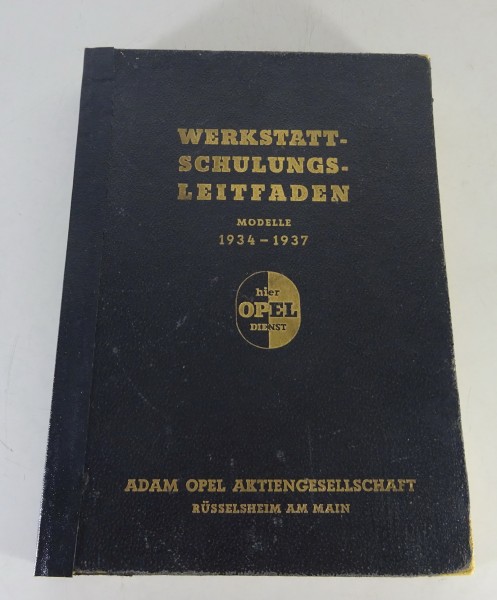 WERKSTATT-
SCHULUNGS-
LEITFADEN
MODELLE
1934 – 1937
hier
OPEL
DIENST
ADAM OPEL AKTIENGESELLSCHAFT
RÜSSELSHEIM AM MAIN